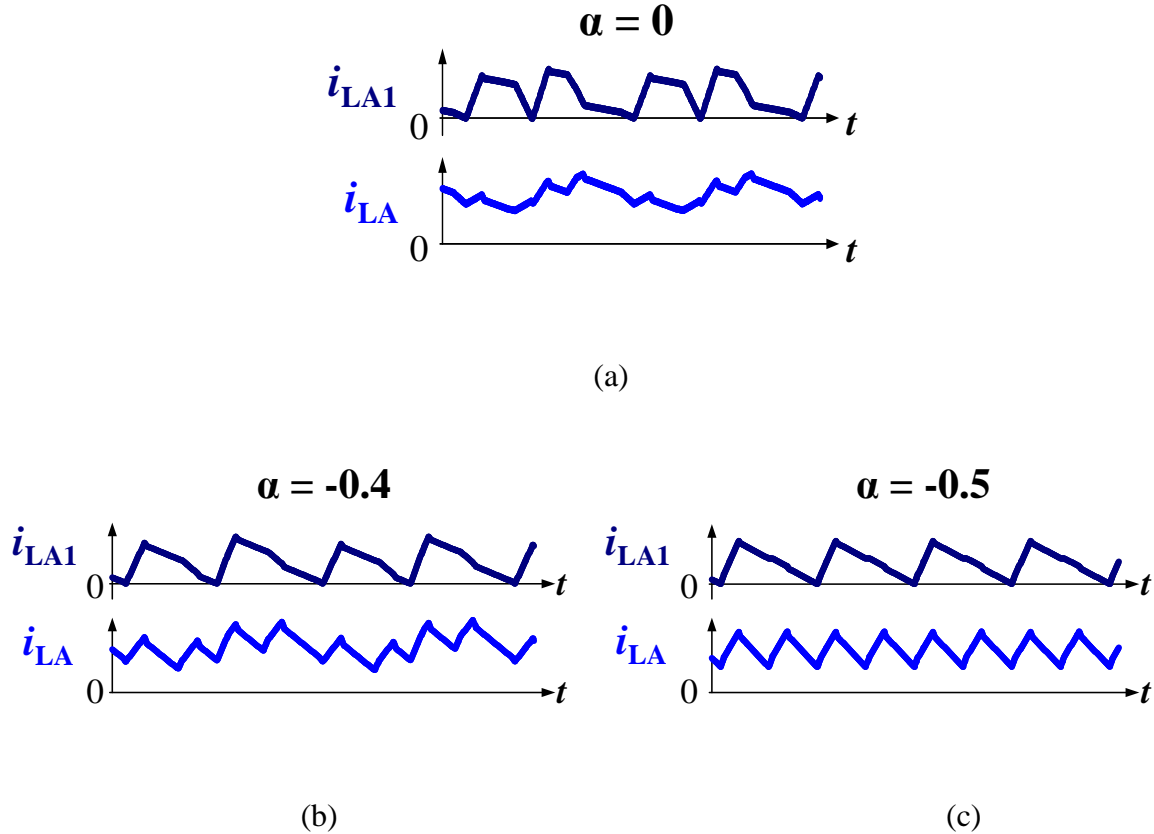 α = 0
iLA1
0
t
iLA
0
t
(a)
α = -0.4
iLA1
0
t
iLA
0
t
(b)
α = -0.5
iLA1
0
t
iLA
0
t
(c)